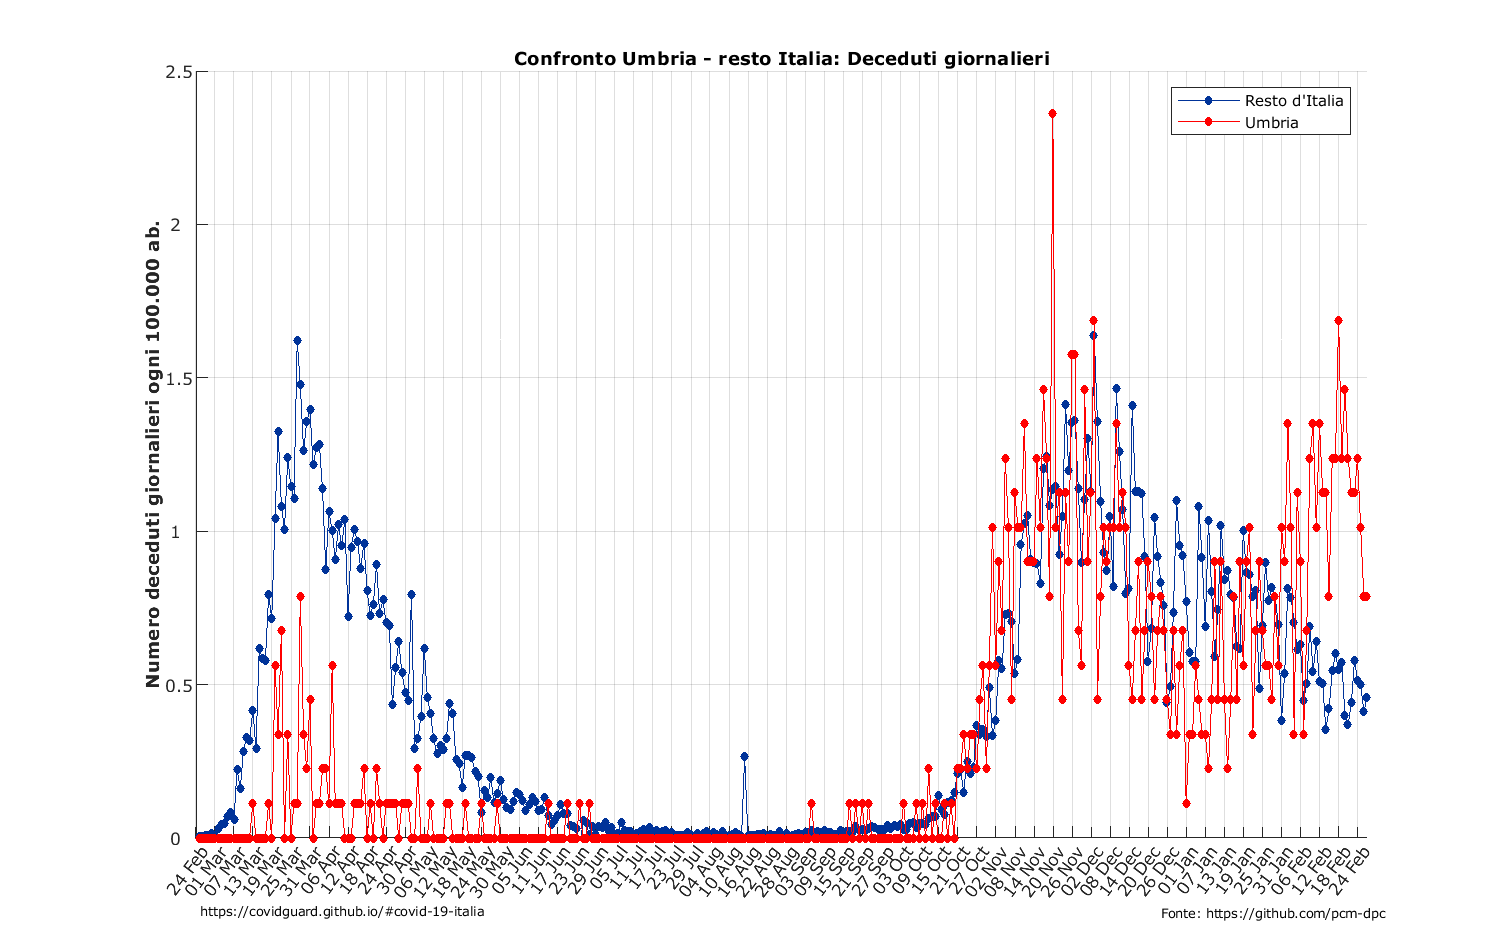 Confronto Umbria - resto Italia: Deceduti giornalieri
Numero deceduti giornalieri ogni 100.000 ab.
2.5
2
1.5
1
0.5
0
Resto d'Italia
Umbria
24 Feb
01 Mar
07 Mar
13 Mar
19 Mar
25 Mar
31 Mar
06 Apr
12 Apr
18 Apr
24 Apr
30 Apr
06 May
12 May
18 May
24 May
30 May
05 Jun
11 Jun
17 Jun
23 Jun
29 Jun
05 Jul
11 Jul
17 Jul
23 Jul
29 Jul
04 Aug
10 Aug
16 Aug
22 Aug
28 Aug
03 Sep
09 Sep
15 Sep
21 Sep
27 Sep
03 Oct
09 Oct
15 Oct
21 Oct
27 Oct
02 Nov
08 Nov
14 Nov
20 Nov
26 Nov
02 Dec
08 Dec
14 Dec
20 Dec
26 Dec
01 Jan
07 Jan
13 Jan
19 Jan
25 Jan
31 Jan
06 Feb
12 Feb
18 Feb
24 Feb
https://covidguard.github.io/#covid-19-italia
Fonte: https://github.com/pcm-dpc